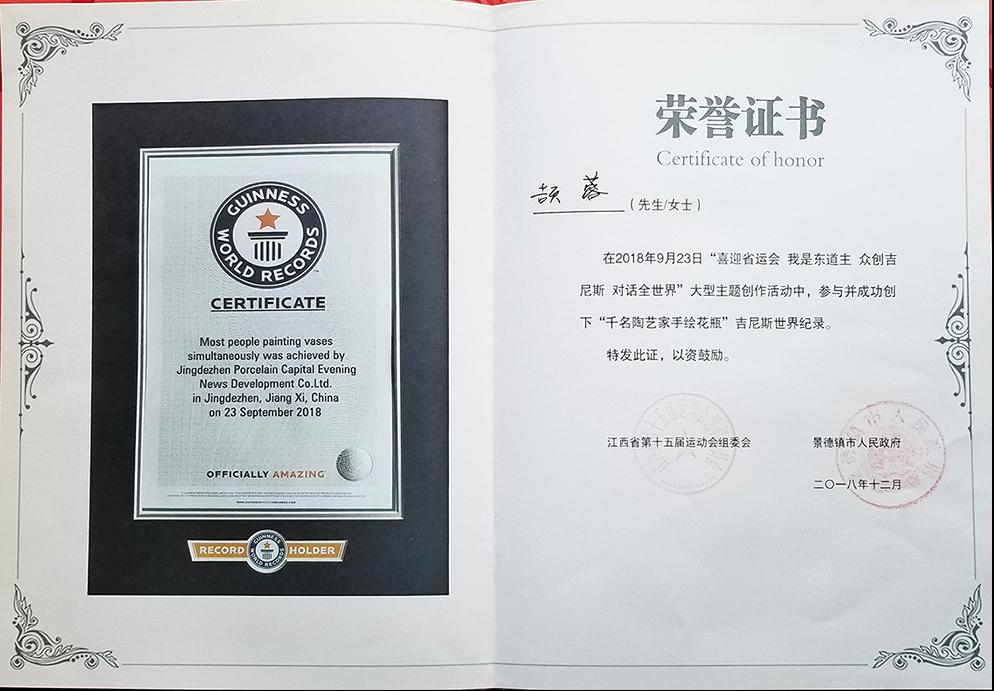 GUINNESS
WORLD RECORDS
CERTIFICATE
Most people painting vases
simultaneously was achieved by
Jingdezhen Porcelain Capital Evening
News Development Co.Ltd.
in Jingdezhen, Jiang Xi, China
on 23 September 2018
OFFICIALLY AMAZING
RECORD
GUINNESS
WORLD RECORDS
HOLDER
荣誉证书
Certificate of honor
蓉
(先生/女士)
在2018年9月23日“喜迎省运会 我是东道主 众创吉
尼斯 对话全世界”大型主题创作活动中，参与并成功创
下“千名陶艺家手绘花瓶”吉尼斯世界纪录。
特发此证，以资鼓励。
江西省第十五届运动会组委会
景德镇市人民政府
二〇一八年十二月